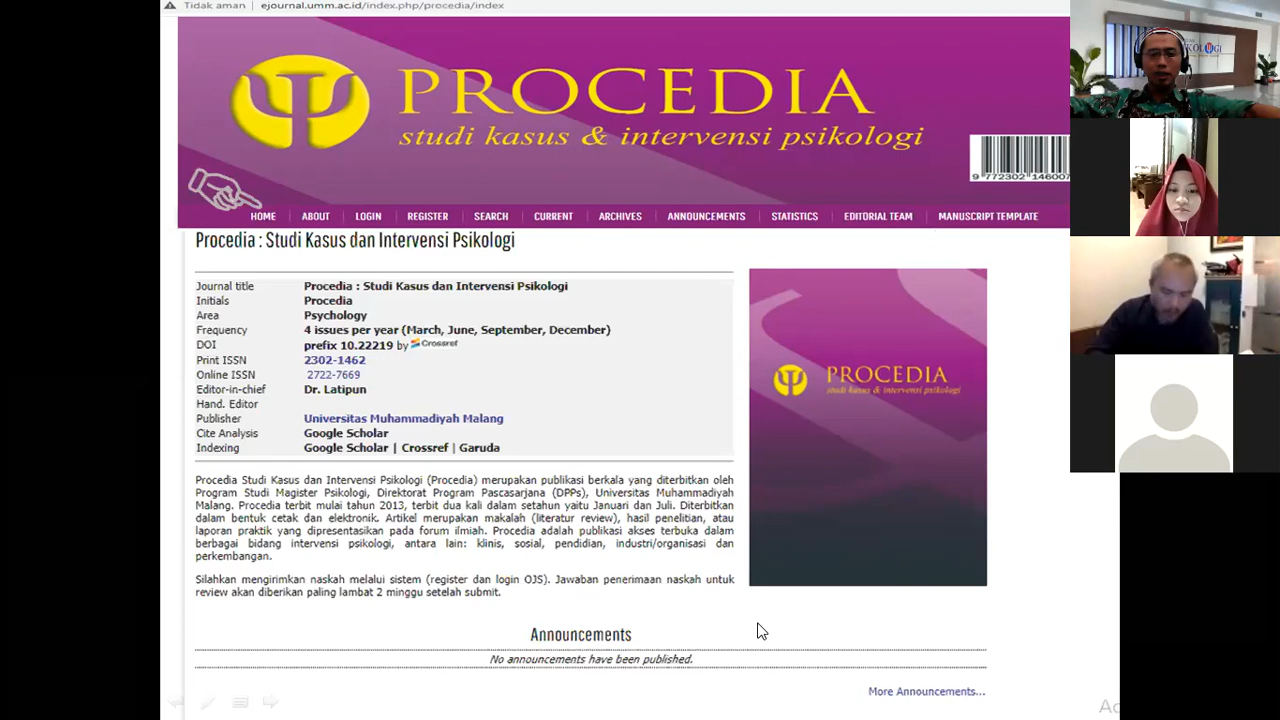 Tidak aman | ejournal.umm.ac.id/index.php/procedia/index
PROCEDIA
studi kasus & intervensi psikologi
9 772302 146007
HOME ABOUT LOGIN REGISTER SEARCH CURRENT ARCHIVES ANNOUNCEMENTS STATISTICS EDITORIAL TEAM MANUSCRIPT TEMPLATE
Procedia : Studi Kasus dan Intervensi Psikologi
Journal title Procedia : Studi Kasus dan Intervensi Psikologi
Initials Procedia
Area Psychology
Frequency 4 issues per year (March, June, September, December)
DOI prefix 10.22219 by Crossref
Print ISSN 2302-1462
Online ISSN 2722-7669
Editor-in-chief Dr. Latipun
Hand. Editor
Publisher Universitas Muhammadiyah Malang
Cite Analysis Google Scholar
Indexing Google Scholar | Crossref | Garuda
PROCEDIA
studi kasus & intervensi psikologi
Procedia Studi Kasus dan Intervensi Psikologi (Procedia) merupakan publikasi berkala yang diterbitkan oleh
Program Studi Magister Psikologi, Direktorat Program Pascasarjana (DPPs), Universitas Muhammadiyah
Malang. Procedia terbit mulai tahun 2013, terbit dua kali dalam setahun yaitu Januari dan Juli. Diterbitkan
dalam bentuk cetak dan elektronik. Artikel merupakan makalah (literatur review), hasil penelitian, atau
laporan praktik yang dipresentasikan pada forum ilmiah. Procedia adalah publikasi akses terbuka dalam
berbagai bidang intervensi psikologi, antara lain: klinis, sosial, pendidian, industri/organisasi dan
perkembangan.
Silahkan mengirimkan naskah melalui sistem (register dan login OJS). Jawaban penerimaan naskah untuk
review akan diberikan paling lambat 2 minggu setelah submit.
Announcements
No announcements have been published.
More Announcements...